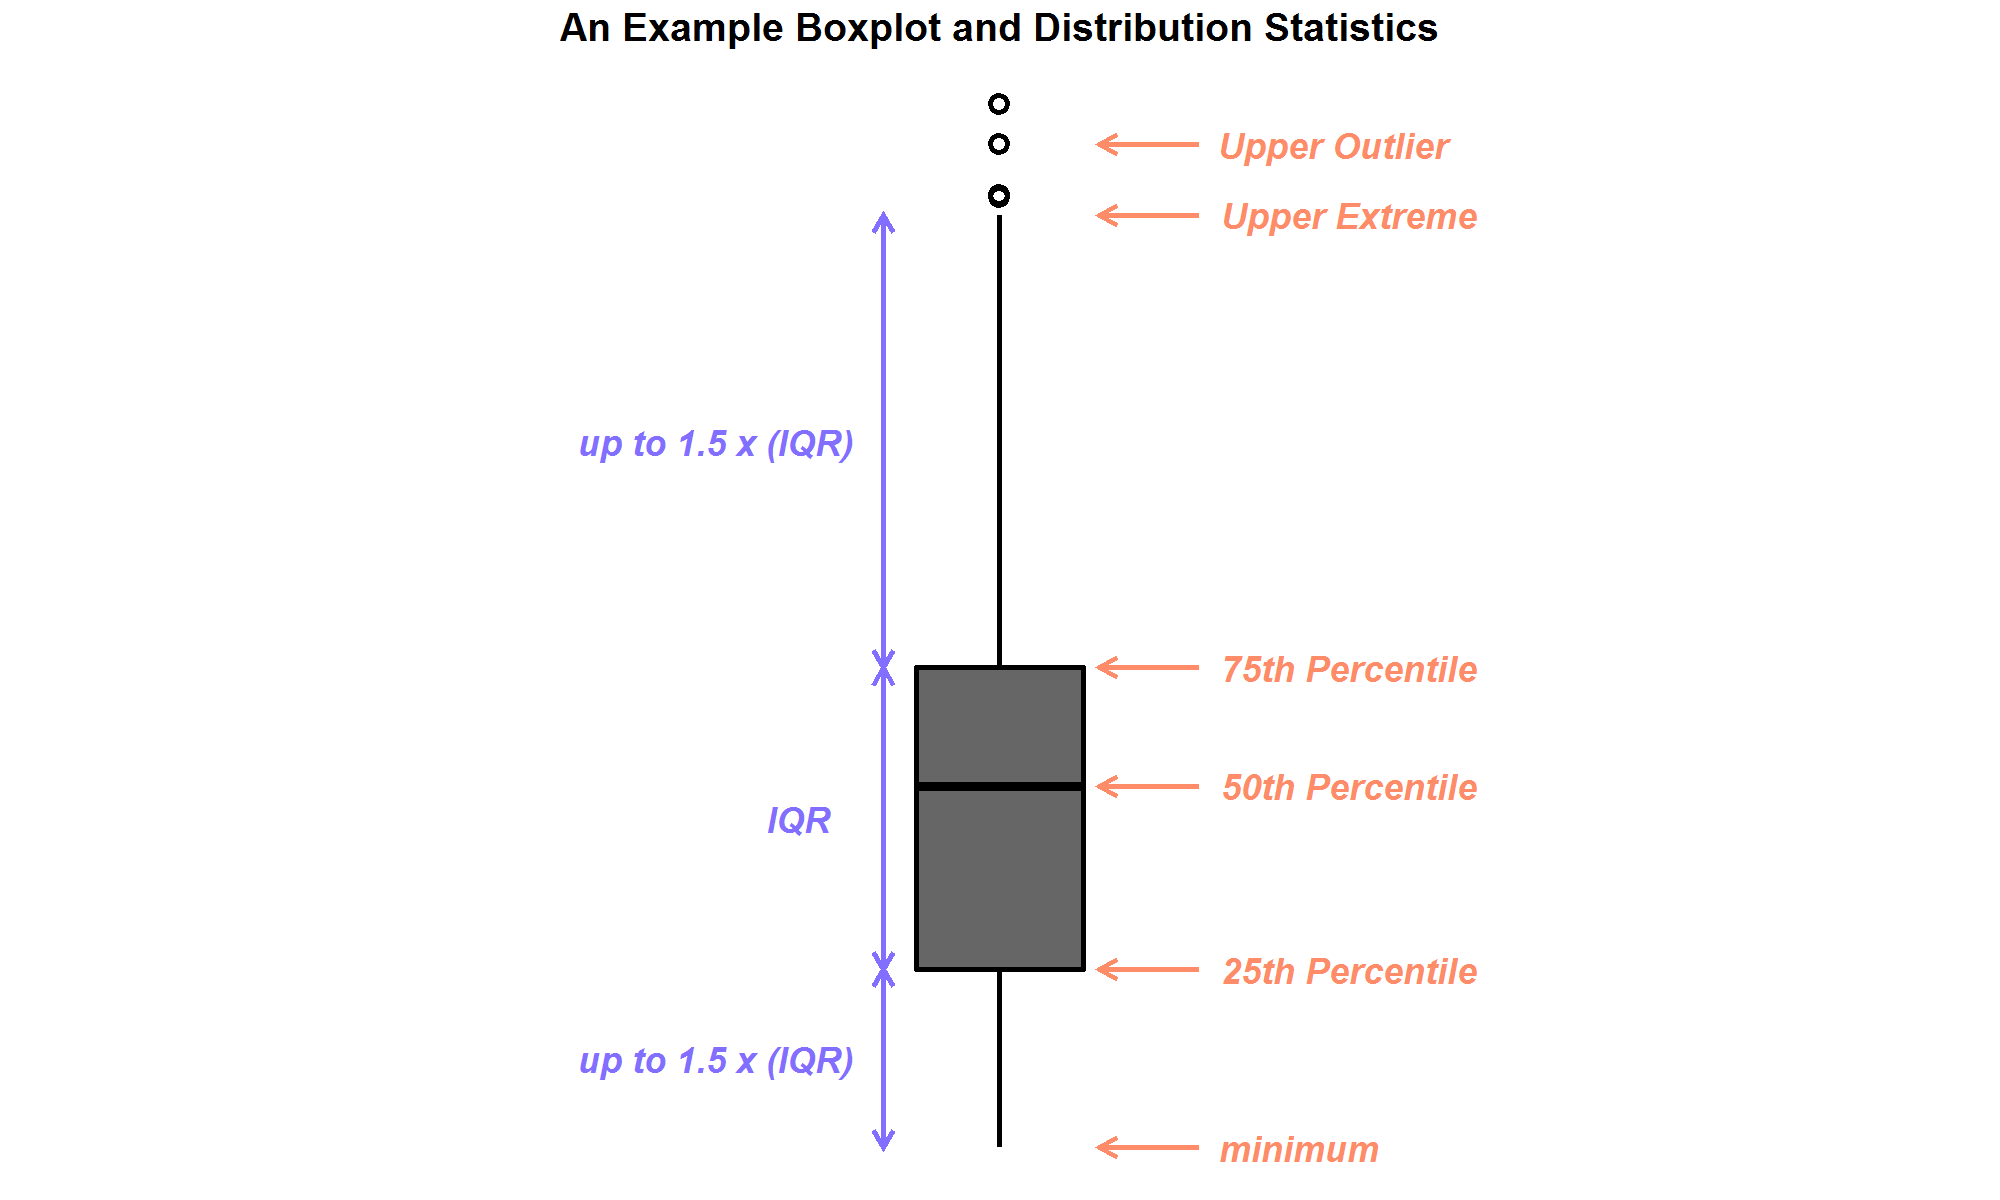 An Example Boxplot and Distribution Statistics
Upper Outlier
Upper Extreme
up to 1.5 x (IQR)
75th Percentile
50th Percentile
IQR
25th Percentile
up to 1.5 x (IQR)
minimum